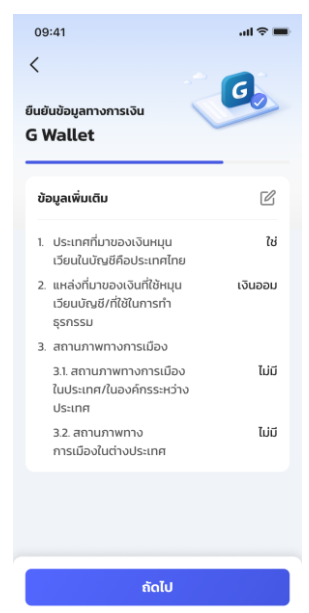 09:41
G
ยืนยันข้อมูลทางการเงิน
G Wallet
ข้อมูลเพิ่มเติม
1. ประเทศที่มาของเงินหมุน ใช่
เวียนในบัญชีคือประเทศไทย
2. แหล่งที่มาของเงินที่ใช้หมุน เงินออม
เวียนบัญชี/ที่ใช้ในการทำ
ธุรกรรม
3. สถานภาพทางการเมือง
3.1. สถานภาพทางการเมือง ไม่มี
ในประเทศ/ในองค์กรระหว่าง
ประเทศ
3.2. สถานภาพทาง ไม่มี
การเมืองในต่างประเทศ
ถัดไป